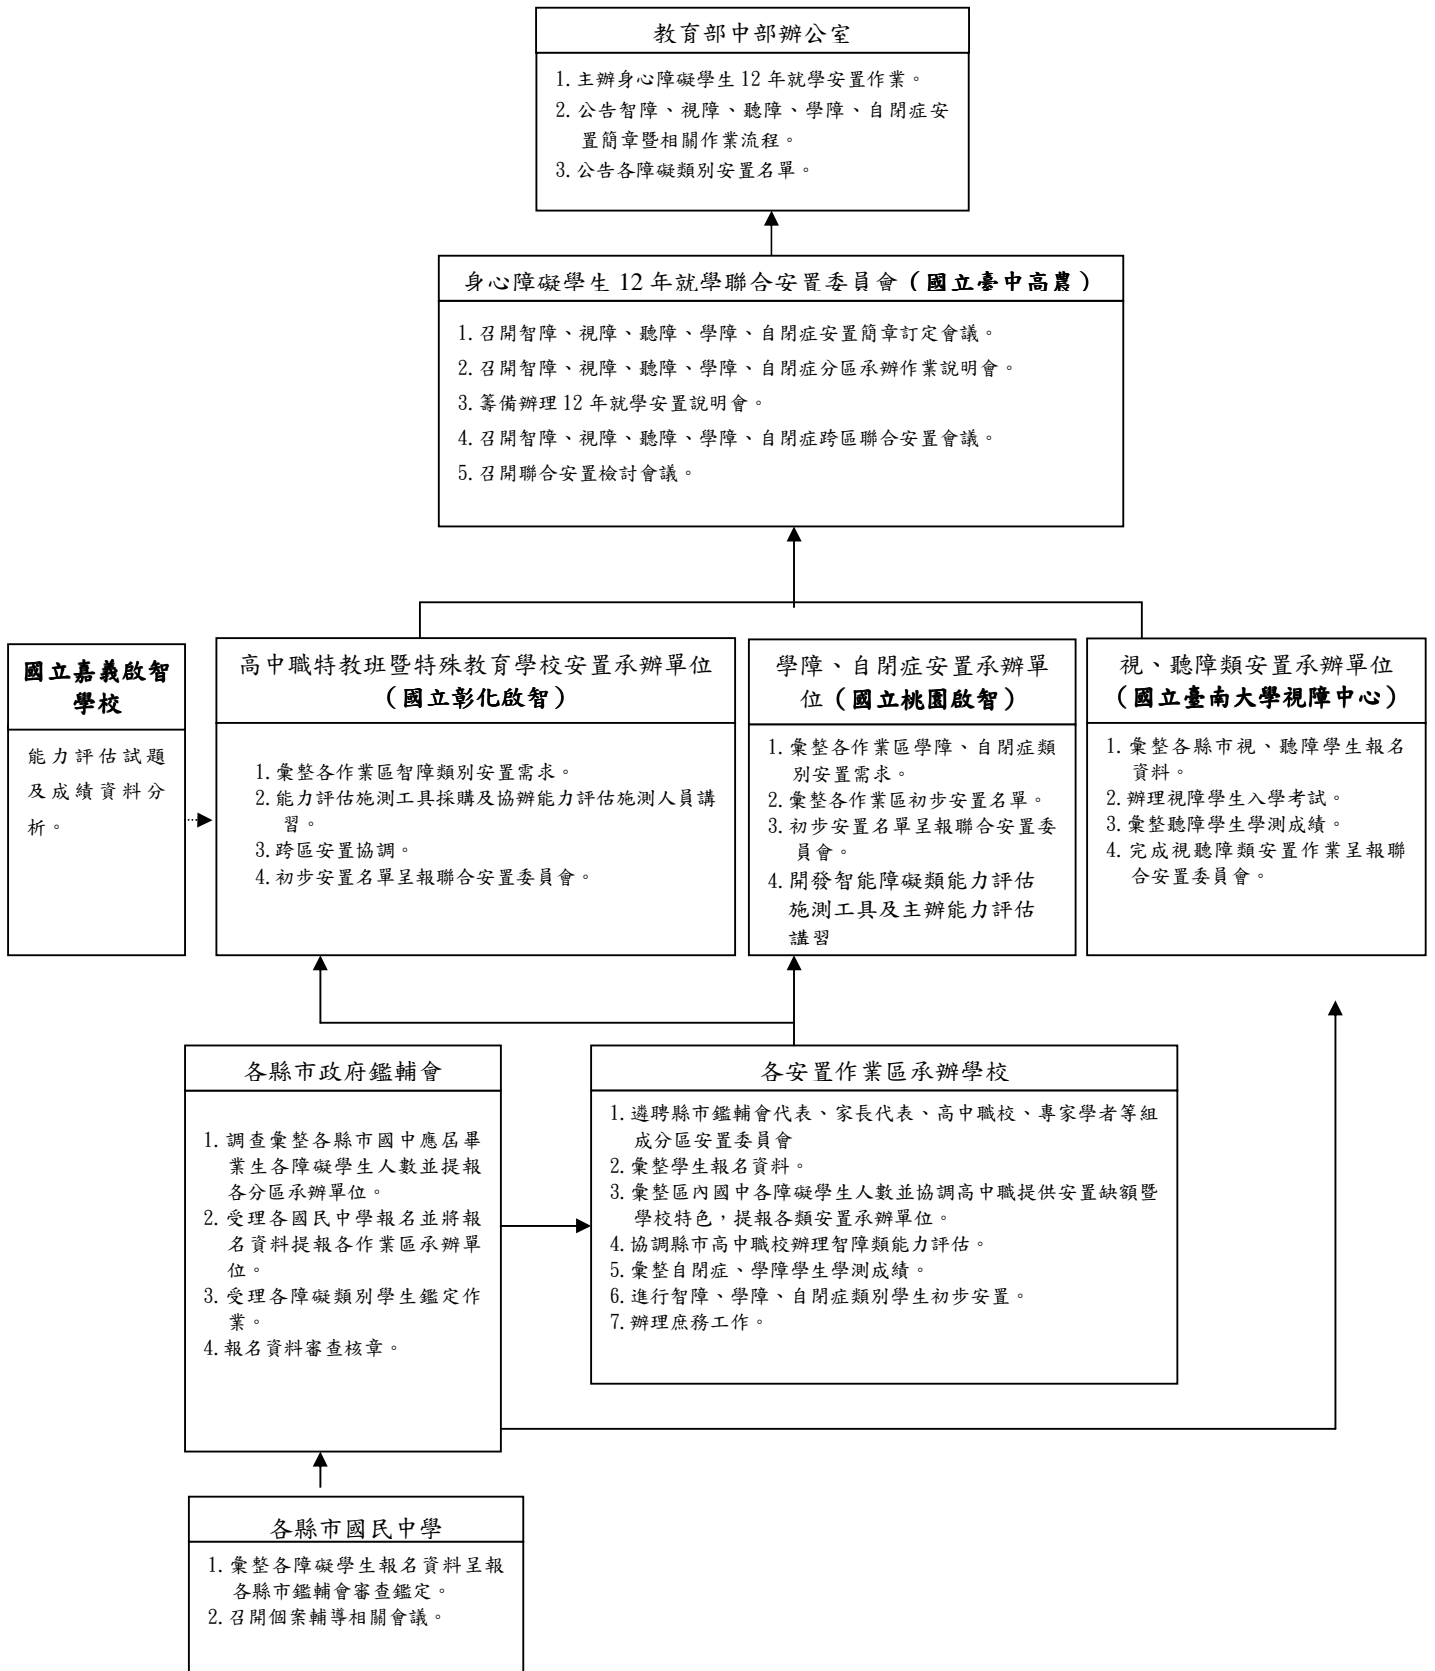 教育部中部辦公室
1. 主辦身心障礙學生 12 年就學安置作業。
2. 公告智障、視障、聽障、學障、自閉症安
置簡章暨相關作業流程。
3. 公告各障礙類別安置名單。
身心障礙學生 12 年就學聯合安置委員會（國立臺中高農）
1. 召開智障、視障、聽障、學障、自閉症安置簡章訂定會議。
2. 召開智障、視障、聽障、學障、自閉症分區承辦作業說明會。
3. 籌備辦理 12 年就學安置說明會。
4. 召開智障、視障、聽障、學障、自閉症跨區聯合安置會議。
5. 召開聯合安置檢討會議。
國立嘉義啟智
學校
能力評估試題
及成績資料分
析。
高中職特教班暨特殊教育學校安置承辦單位
（國立彰化啟智）
1. 彙整各作業區智障類別安置需求。
2. 能力評估施測工具採購及協辦能力評估施測人員講
習。
3. 跨區安置協調。
4. 初步安置名單呈報聯合安置委員會。
學障、自閉症安置承辦單
位（國立桃園啟智）
1. 彙整各作業區學障、自閉症類
別安置需求。
2. 彙整各作業區初步安置名單。
3. 初步安置名單呈報聯合安置委
員會。
4. 開發智能障礙類能力評估
施測工具及主辦能力評估
講習
視、聽障類安置承辦單位
（國立臺南大學視障中心）
1. 彙整各縣市視、聽障學生報名
資料。
2. 辦理視障學生入學考試。
3. 彙整聽障學生學測成績。
4. 完成視聽障類安置作業呈報聯
合安置委員會。
各縣市政府鑑輔會
1. 調查彙整各縣市國中應屆畢
業生各障礙學生人數並提報
各分區承辦單位。
2. 受理各國民中學報名並將報
名資料提報各作業區承辦單
位。
3. 受理各障礙類別學生鑑定作
業。
4. 報名資料審查核章。
各安置作業區承辦學校
1. 遴聘縣市鑑輔會代表、家長代表、高中職校、專家學者等組
成分區安置委員會
2. 彙整學生報名資料。
3. 彙整區內國中各障礙學生人數並協調高中職提供安置缺額暨
學校特色，提報各類安置承辦單位。
4. 協調縣市高中職校辦理智障類能力評估。
5. 彙整自閉症、學障學生學測成績。
6. 進行智障、學障、自閉症類別學生初步安置。
7. 辦理庶務工作。
各縣市國民中學
1. 彙整各障礙學生報名資料呈報
各縣市鑑輔會審查鑑定。
2. 召開個案輔導相關會議。